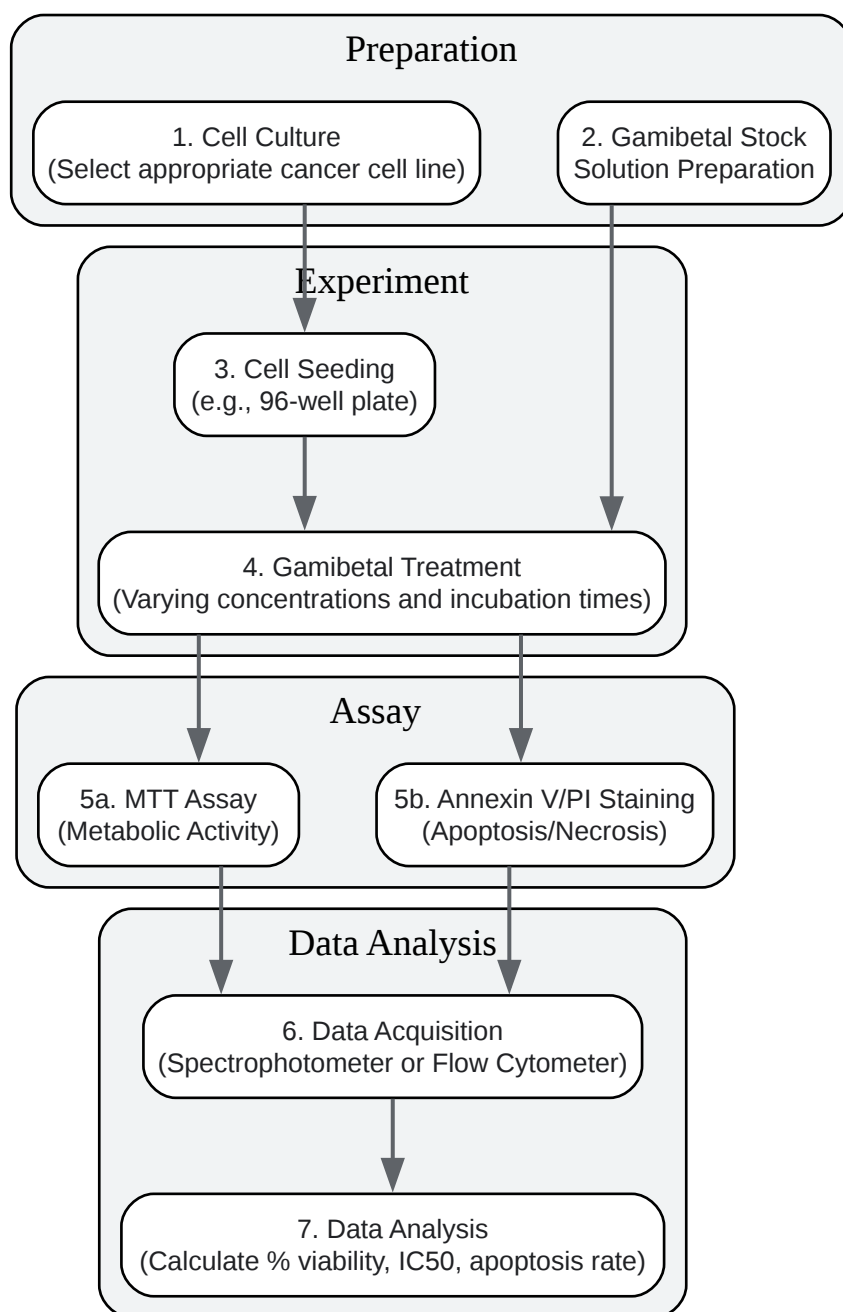 Preparation
1. Cell Culture
(Select appropriate cancer cell line)
2. Gamibetal Stock
Solution Preparation
Experiment
3. Cell Seeding
(e.g., 96-well plate)
4. Gamibetal Treatment
(Varying concentrations and incubation times)
Assay
5a. MTT Assay
(Metabolic Activity)
5b. Annexin V/PI Staining
(Apoptosis/Necrosis)
Data Analysis
6. Data Acquisition
(Spectrophotometer or Flow Cytometer)
7. Data Analysis
(Calculate % viability, IC50, apoptosis rate)